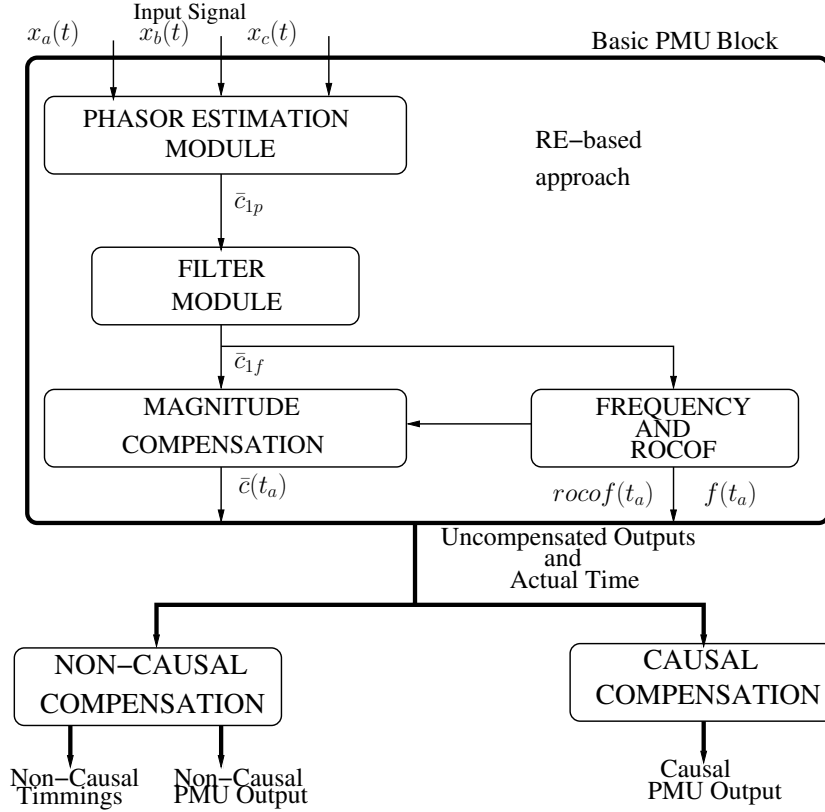 Input Signal
x_a(t) x_b(t) x_c(t)
Basic PMU Block
PHASOR ESTIMATION
MODULE
RE−based
approach
c̄_{1p}
FILTER
MODULE
c̄_{1f}
MAGNITUDE
COMPENSATION
FREQUENCY
AND
ROCOF
c̄(t_a)
rocof(t_a) f(t_a)
Uncompensated Outputs
and
Actual Time
NON−CAUSAL
COMPENSATION
CAUSAL
COMPENSATION
Non−Causal
Timmings
Non−Causal
PMU Output
Causal
PMU Output